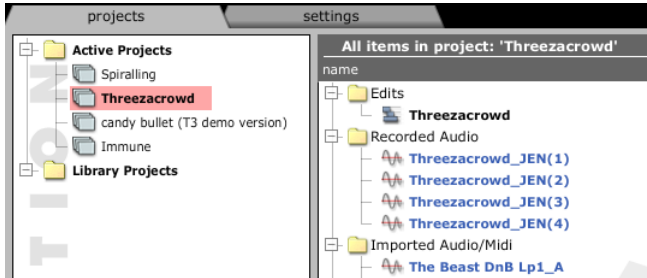 projects
settings
Active Projects
Spiralling
Threezacrowd
candy bullet (T3 demo version)
Immune
Library Projects
TION
All items in project: 'Threezacrowd'
name
Edits
Threezacrowd
Recorded Audio
Threezacrowd_JEN(1)
Threezacrowd_JEN(2)
Threezacrowd_JEN(3)
Threezacrowd_JEN(4)
Imported Audio/Midi
The Beast DnB Lp1_A